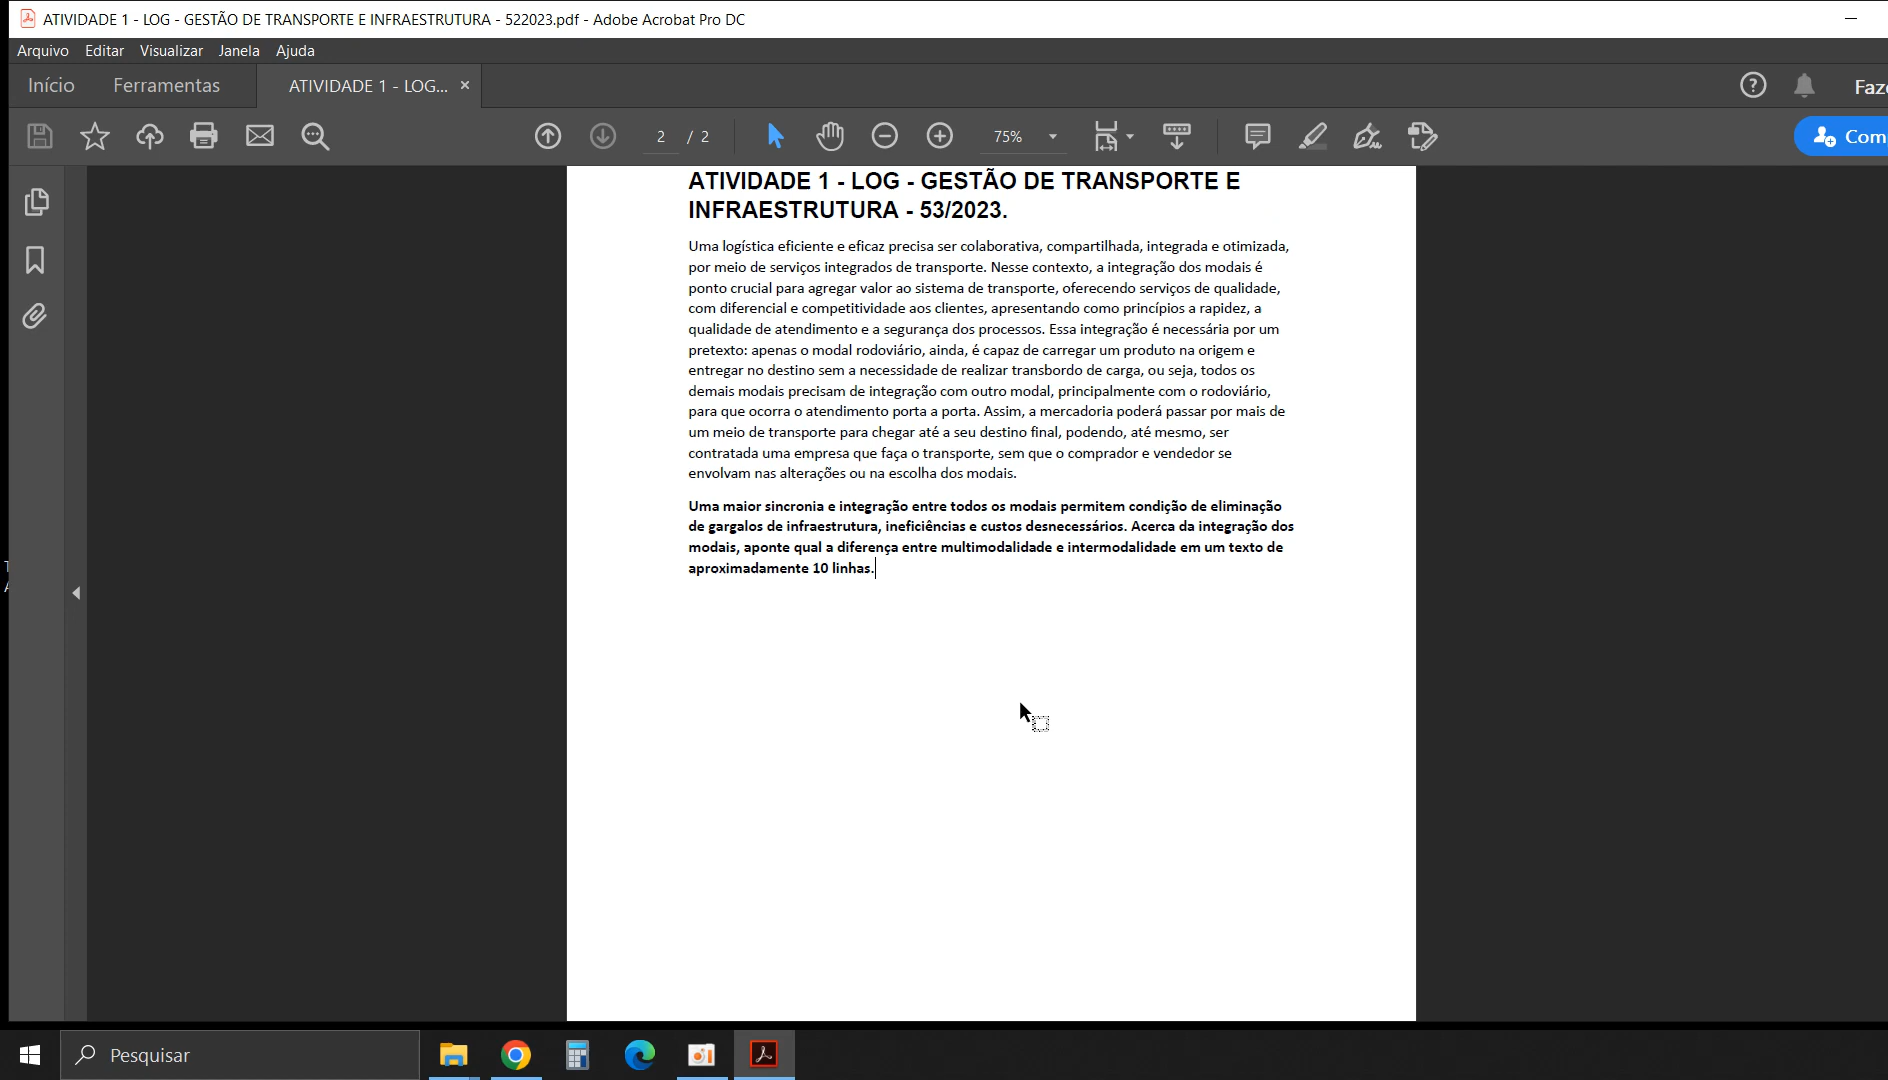 ATIVIDADE 1 - LOG - GESTÃO DE TRANSPORTE E INFRAESTRUTURA - 522023.pdf - Adobe Acrobat Pro DC
Arquivo Editar Visualizar Janela Ajuda
Início Ferramentas ATIVIDADE 1 - LOG... × Faze
2 / 2 75% Com
ATIVIDADE 1 - LOG - GESTÃO DE TRANSPORTE E
INFRAESTRUTURA - 53/2023.
Uma logística eficiente e eficaz precisa ser colaborativa, compartilhada, integrada e otimizada,
por meio de serviços integrados de transporte. Nesse contexto, a integração dos modais é
ponto crucial para agregar valor ao sistema de transporte, oferecendo serviços de qualidade,
com diferencial e competitividade aos clientes, apresentando como princípios a rapidez, a
qualidade de atendimento e a segurança dos processos. Essa integração é necessária por um
pretexto: apenas o modal rodoviário, ainda, é capaz de carregar um produto na origem e
entregar no destino sem a necessidade de realizar transbordo de carga, ou seja, todos os
demais modais precisam de integração com outro modal, principalmente com o rodoviário,
para que ocorra o atendimento porta a porta. Assim, a mercadoria poderá passar por mais de
um meio de transporte para chegar até a seu destino final, podendo, até mesmo, ser
contratada uma empresa que faça o transporte, sem que o comprador e vendedor se
envolvam nas alterações ou na escolha dos modais.
Uma maior sincronia e integração entre todos os modais permitem condição de eliminação
de gargalos de infraestrutura, ineficiências e custos desnecessários. Acerca da integração dos
modais, aponte qual a diferença entre multimodalidade e intermodalidade em um texto de
aproximadamente 10 linhas.
Pesquisar